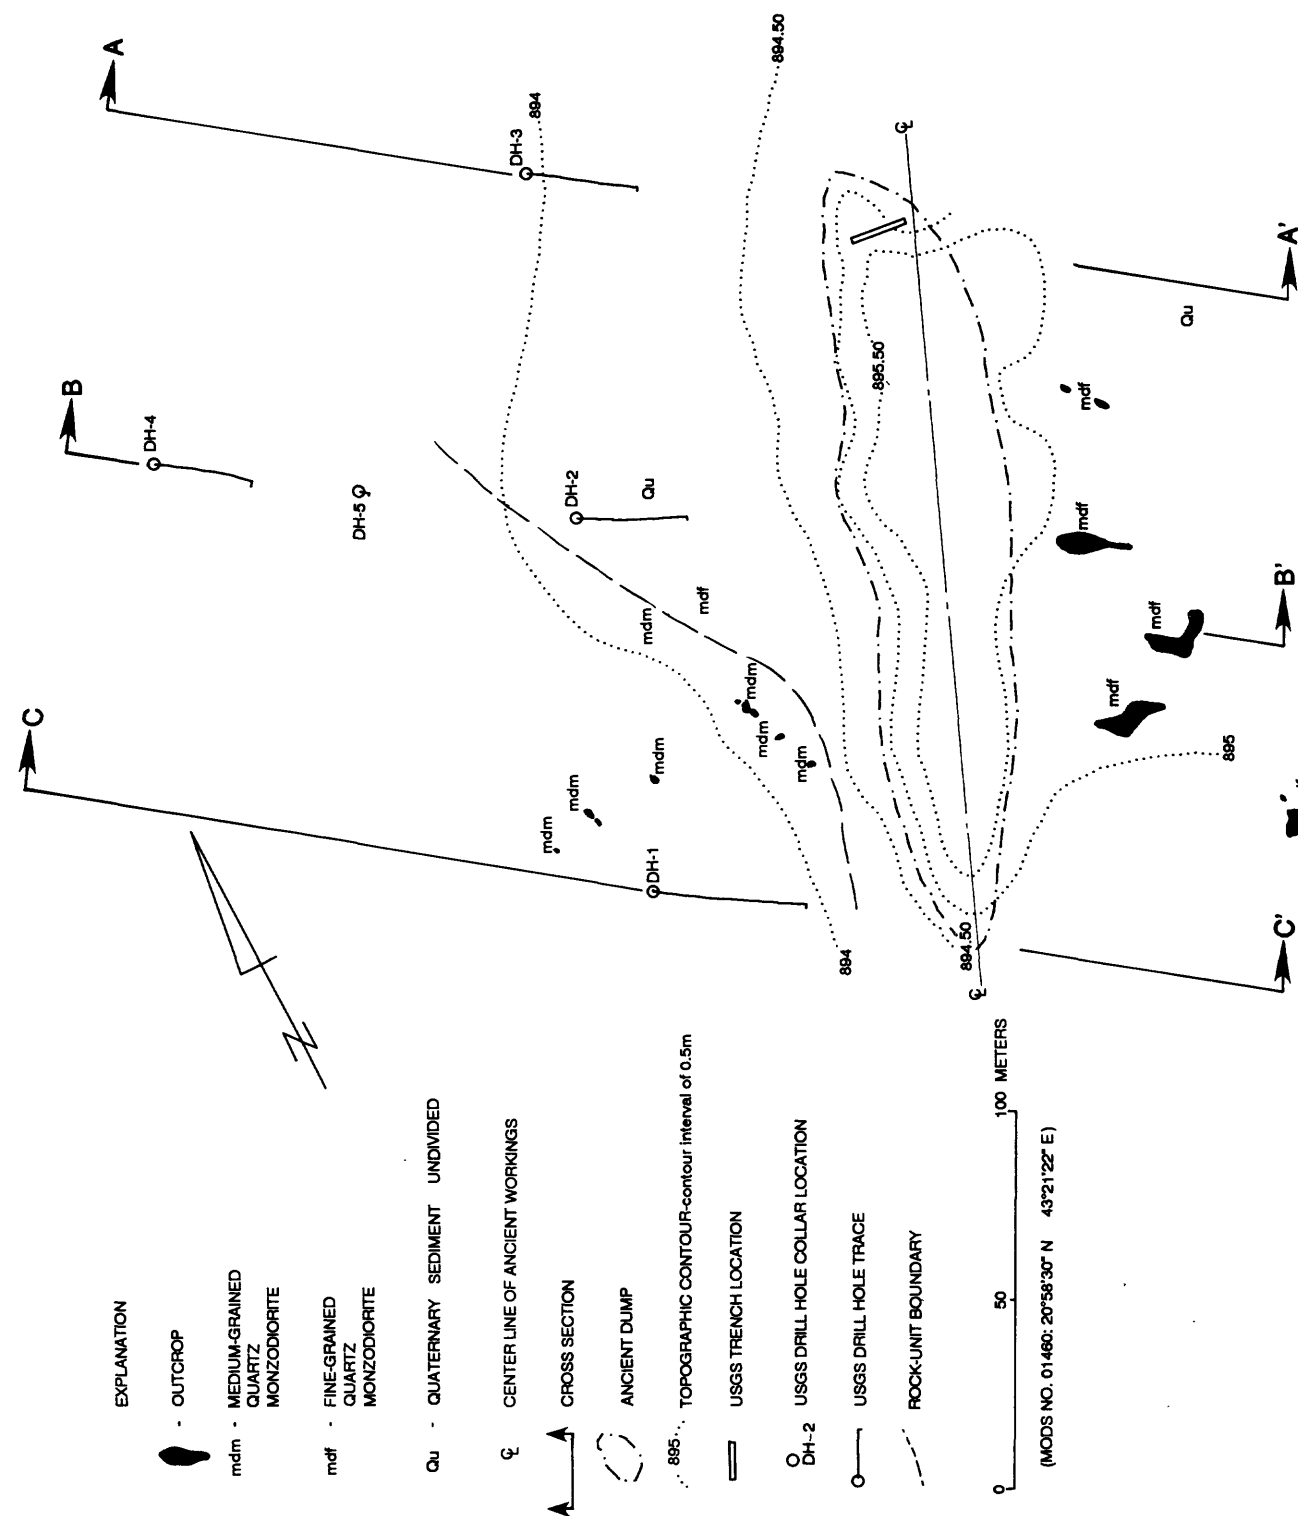 A
894
DH-3
894.50
℄
A'
Qu
B
DH-4
DH-5
DH-2
Qu
895.50
mdf
mdf
mdm
mdf
mdf
B'
C
mdm
mdm
mdm
mdm
mdm
mdm
mdf
895
DH-1
894
894.50
℄
C'
N
EXPLANATION
- OUTCROP
mdm - MEDIUM-GRAINED
QUARTZ
MONZODIORITE
mdf - FINE-GRAINED
QUARTZ
MONZODIORITE
Qu - QUATERNARY SEDIMENT UNDIVIDED
℄ CENTER LINE OF ANCIENT WORKINGS
CROSS SECTION
ANCIENT DUMP
895 TOPOGRAPHIC CONTOUR-contour interval of 0.5m
USGS TRENCH LOCATION
DH-2 USGS DRILL HOLE COLLAR LOCATION
USGS DRILL HOLE TRACE
ROCK-UNIT BOUNDARY
0 50 100 METERS
(MODS NO. 01460: 20°58'30" N 43°21'22" E)